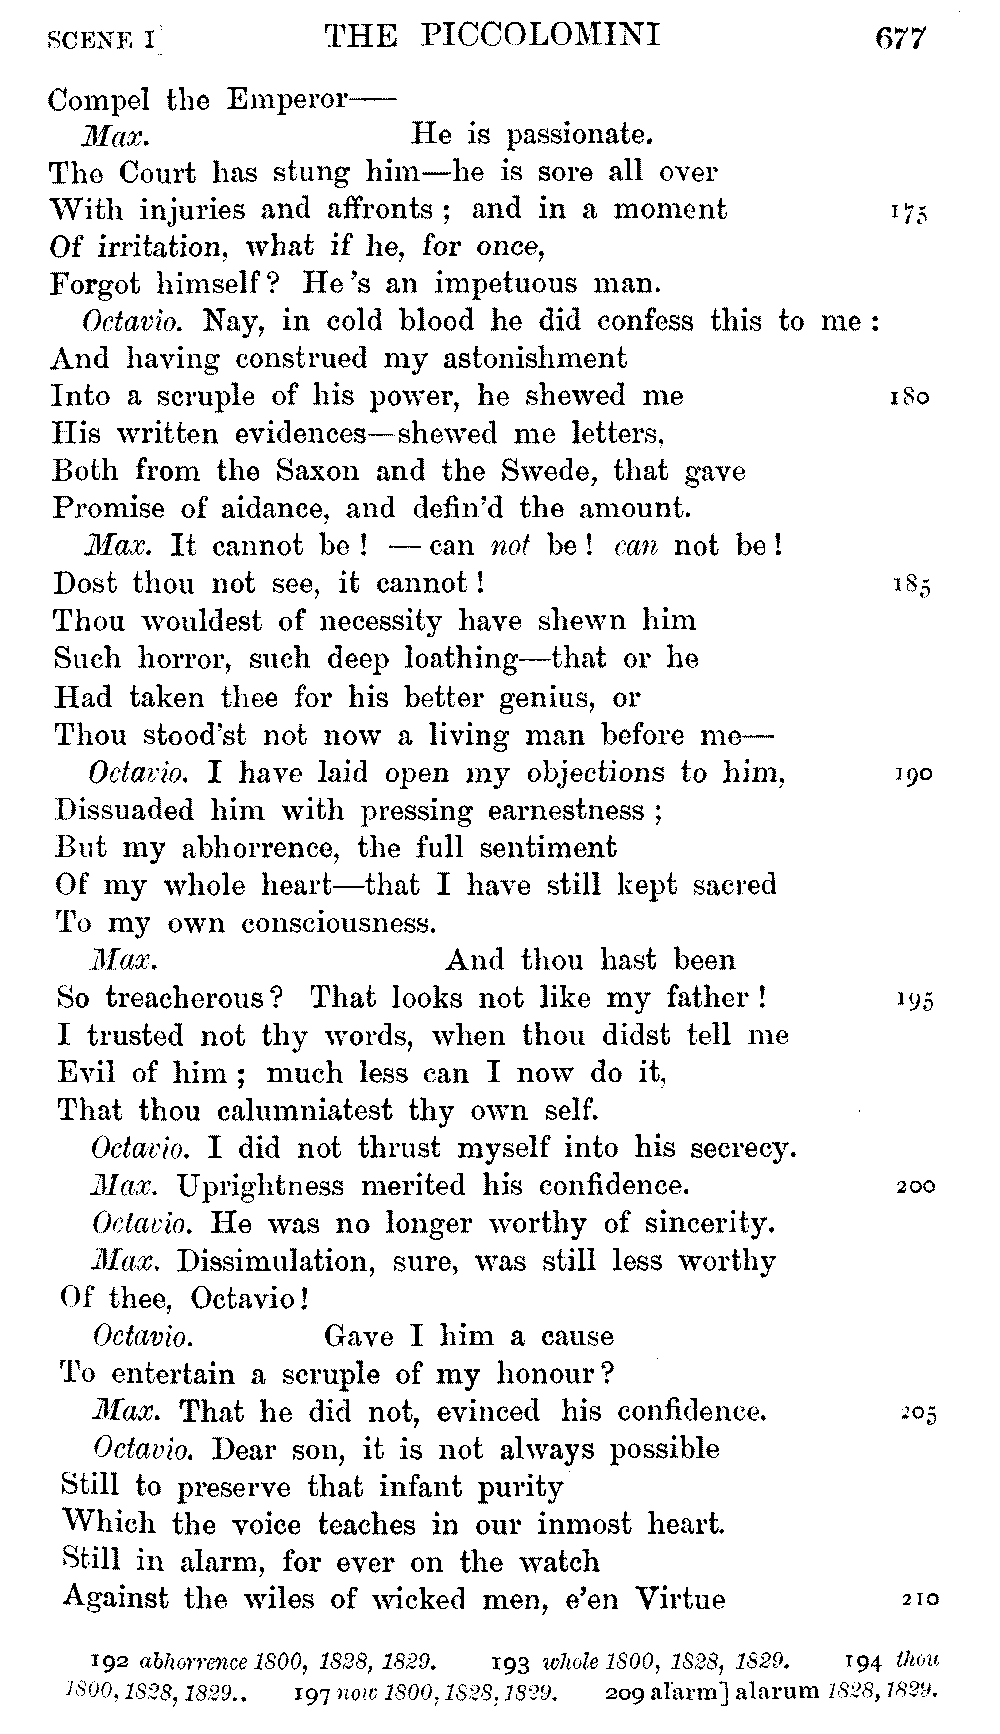 SCENE I THE PICCOLOMINI 677
Compel the Emperor——
Max. He is passionate.
The Court has stung him—he is sore all over
With injuries and affronts; and in a moment 175
Of irritation, what if he, for once,
Forgot himself? He's an impetuous man.
Octavio. Nay, in cold blood he did confess this to me:
And having construed my astonishment
Into a scruple of his power, he shewed me 180
His written evidences—shewed me letters,
Both from the Saxon and the Swede, that gave
Promise of aidance, and defin'd the amount.
Max. It cannot be! —can not be! can not be!
Dost thou not see, it cannot! 185
Thou wouldest of necessity have shewn him
Such horror, such deep loathing—that or he
Had taken thee for his better genius, or
Thou stood'st not now a living man before me—
Octavio. I have laid open my objections to him, 190
Dissuaded him with pressing earnestness;
But my abhorrence, the full sentiment
Of my whole heart—that I have still kept sacred
To my own consciousness.
Max. And thou hast been
So treacherous? That looks not like my father! 195
I trusted not thy words, when thou didst tell me
Evil of him; much less can I now do it,
That thou calumniatest thy own self.
Octavio. I did not thrust myself into his secrecy.
Max. Uprightness merited his confidence. 200
Octavio. He was no longer worthy of sincerity.
Max. Dissimulation, sure, was still less worthy
Of thee, Octavio!
Octavio. Gave I him a cause
To entertain a scruple of my honour?
Max. That he did not, evinced his confidence. 205
Octavio. Dear son, it is not always possible
Still to preserve that infant purity
Which the voice teaches in our inmost heart.
Still in alarm, for ever on the watch
Against the wiles of wicked men, e'en Virtue 210
192 abhorrence 1800, 1828, 1829. 193 whole 1800, 1828, 1829. 194 thou
1800, 1828, 1829.. 197 now 1800, 1828, 1829. 209 alarm] alarum 1828, 1829.